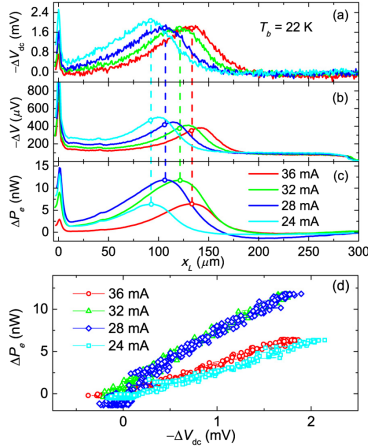 (a)
T_b = 22 K
−ΔV_dc (mV)
2.4
1.8
1.2
0.6
0.0
(b)
−ΔV (μV)
800
600
400
200
0
(c)
ΔP_e (nW)
15
10
5
0
36 mA
32 mA
28 mA
24 mA
0 50 100 150 200 250 300
x_L (μm)
(d)
36 mA
32 mA
28 mA
24 mA
ΔP_e (nW)
10
5
0
0 1 2
−ΔV_dc (mV)